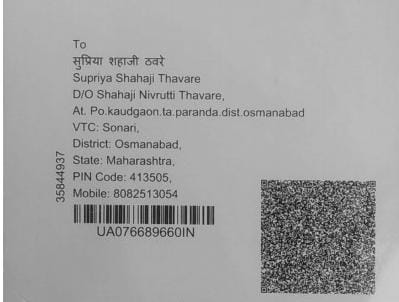 To
सुप्रिया शहाजी ठवरे
Supriya Shahaji Thavare
D/O Shahaji Nivrutti Thavare,
At. Po.kaudgaon.ta.paranda.dist.osmanabad
VTC: Sonari,
District: Osmanabad,
State: Maharashtra,
PIN Code: 413505,
Mobile: 8082513054
35844937
UA076689660IN